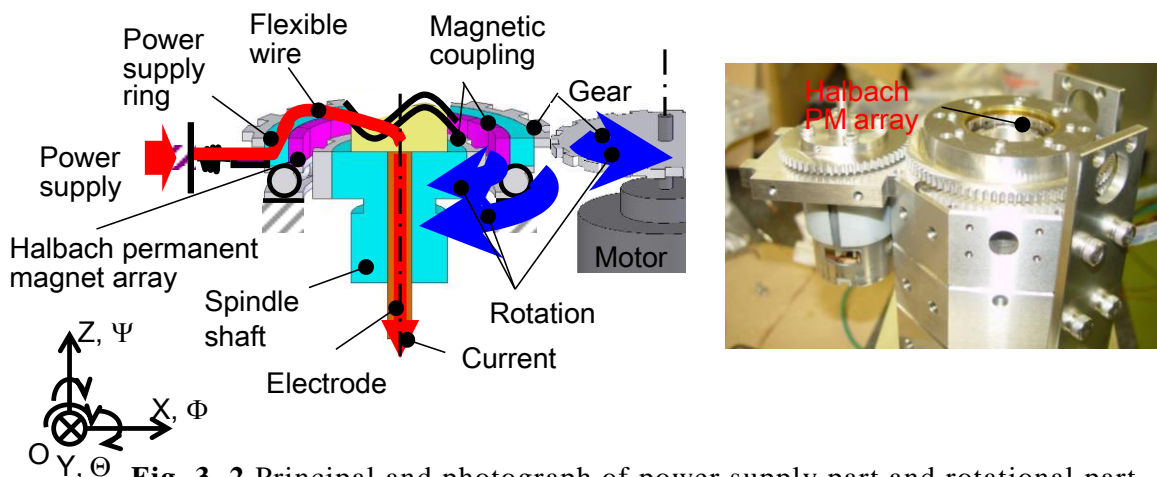 Power
supply
ring
Flexible
wire
Magnetic
coupling
Gear
Power
supply
Halbach permanent
magnet array
Spindle
shaft
Motor
Rotation
Current
Electrode
Halbach
PM array
Z, Ψ
X, Φ
O
Y, Θ
Fig. 3. 2 Principal and photograph of power supply part and rotational part